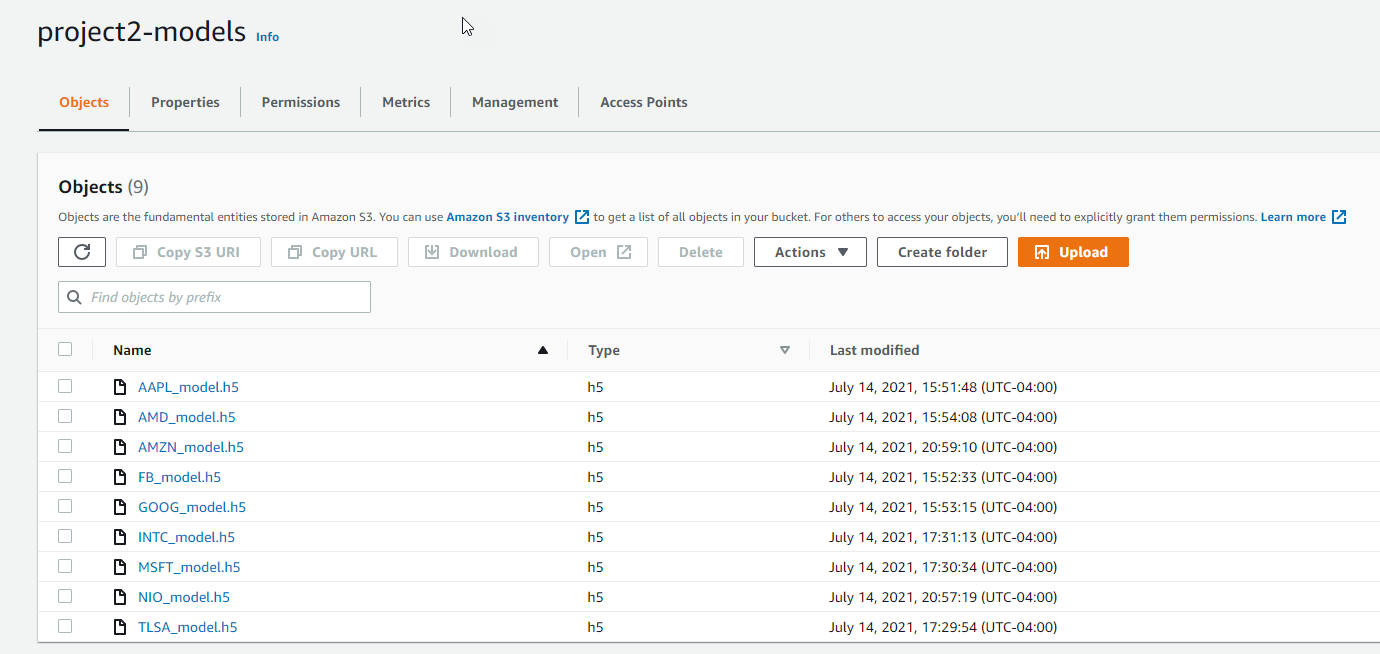 project2-models Info
Objects Properties Permissions Metrics Management Access Points
Objects (9)
Objects are the fundamental entities stored in Amazon S3. You can use Amazon S3 inventory to get a list of all objects in your bucket. For others to access your objects, you'll need to explicitly grant them permissions. Learn more
Copy S3 URI Copy URL Download Open Delete Actions Create folder Upload
Find objects by prefix
Name Type Last modified
AAPL_model.h5 h5 July 14, 2021, 15:51:48 (UTC-04:00)
AMD_model.h5 h5 July 14, 2021, 15:54:08 (UTC-04:00)
AMZN_model.h5 h5 July 14, 2021, 20:59:10 (UTC-04:00)
FB_model.h5 h5 July 14, 2021, 15:52:33 (UTC-04:00)
GOOG_model.h5 h5 July 14, 2021, 15:53:15 (UTC-04:00)
INTC_model.h5 h5 July 14, 2021, 17:31:13 (UTC-04:00)
MSFT_model.h5 h5 July 14, 2021, 17:30:34 (UTC-04:00)
NIO_model.h5 h5 July 14, 2021, 20:57:19 (UTC-04:00)
TLSA_model.h5 h5 July 14, 2021, 17:29:54 (UTC-04:00)